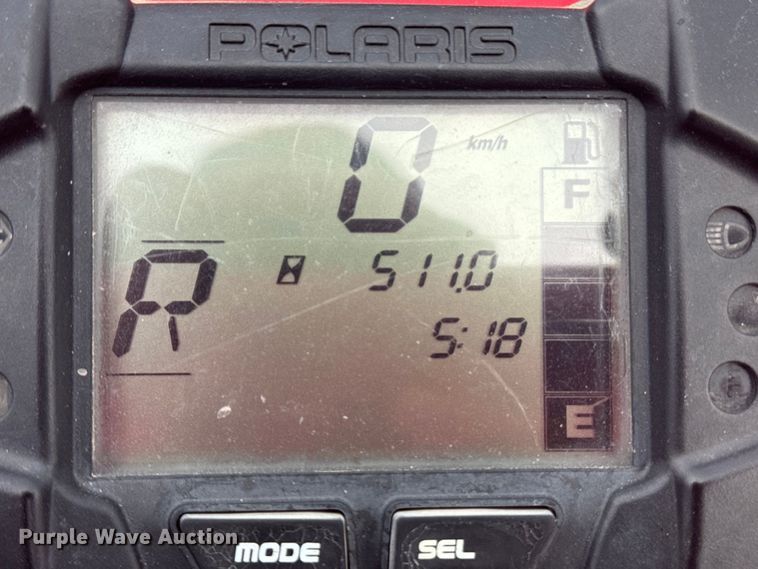 POLARIS
0 km/h
F
R 511.0
5:18
E
MODE SEL
Purple Wave Auction